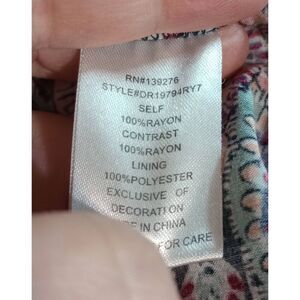 RN#139276
STYLE#DR19794RY7
SELF
100%RAYON
CONTRAST
100%RAYON
LINING
100%POLYESTER
EXCLUSIVE OF
DECORATION
IN CHINA
FOR CARE